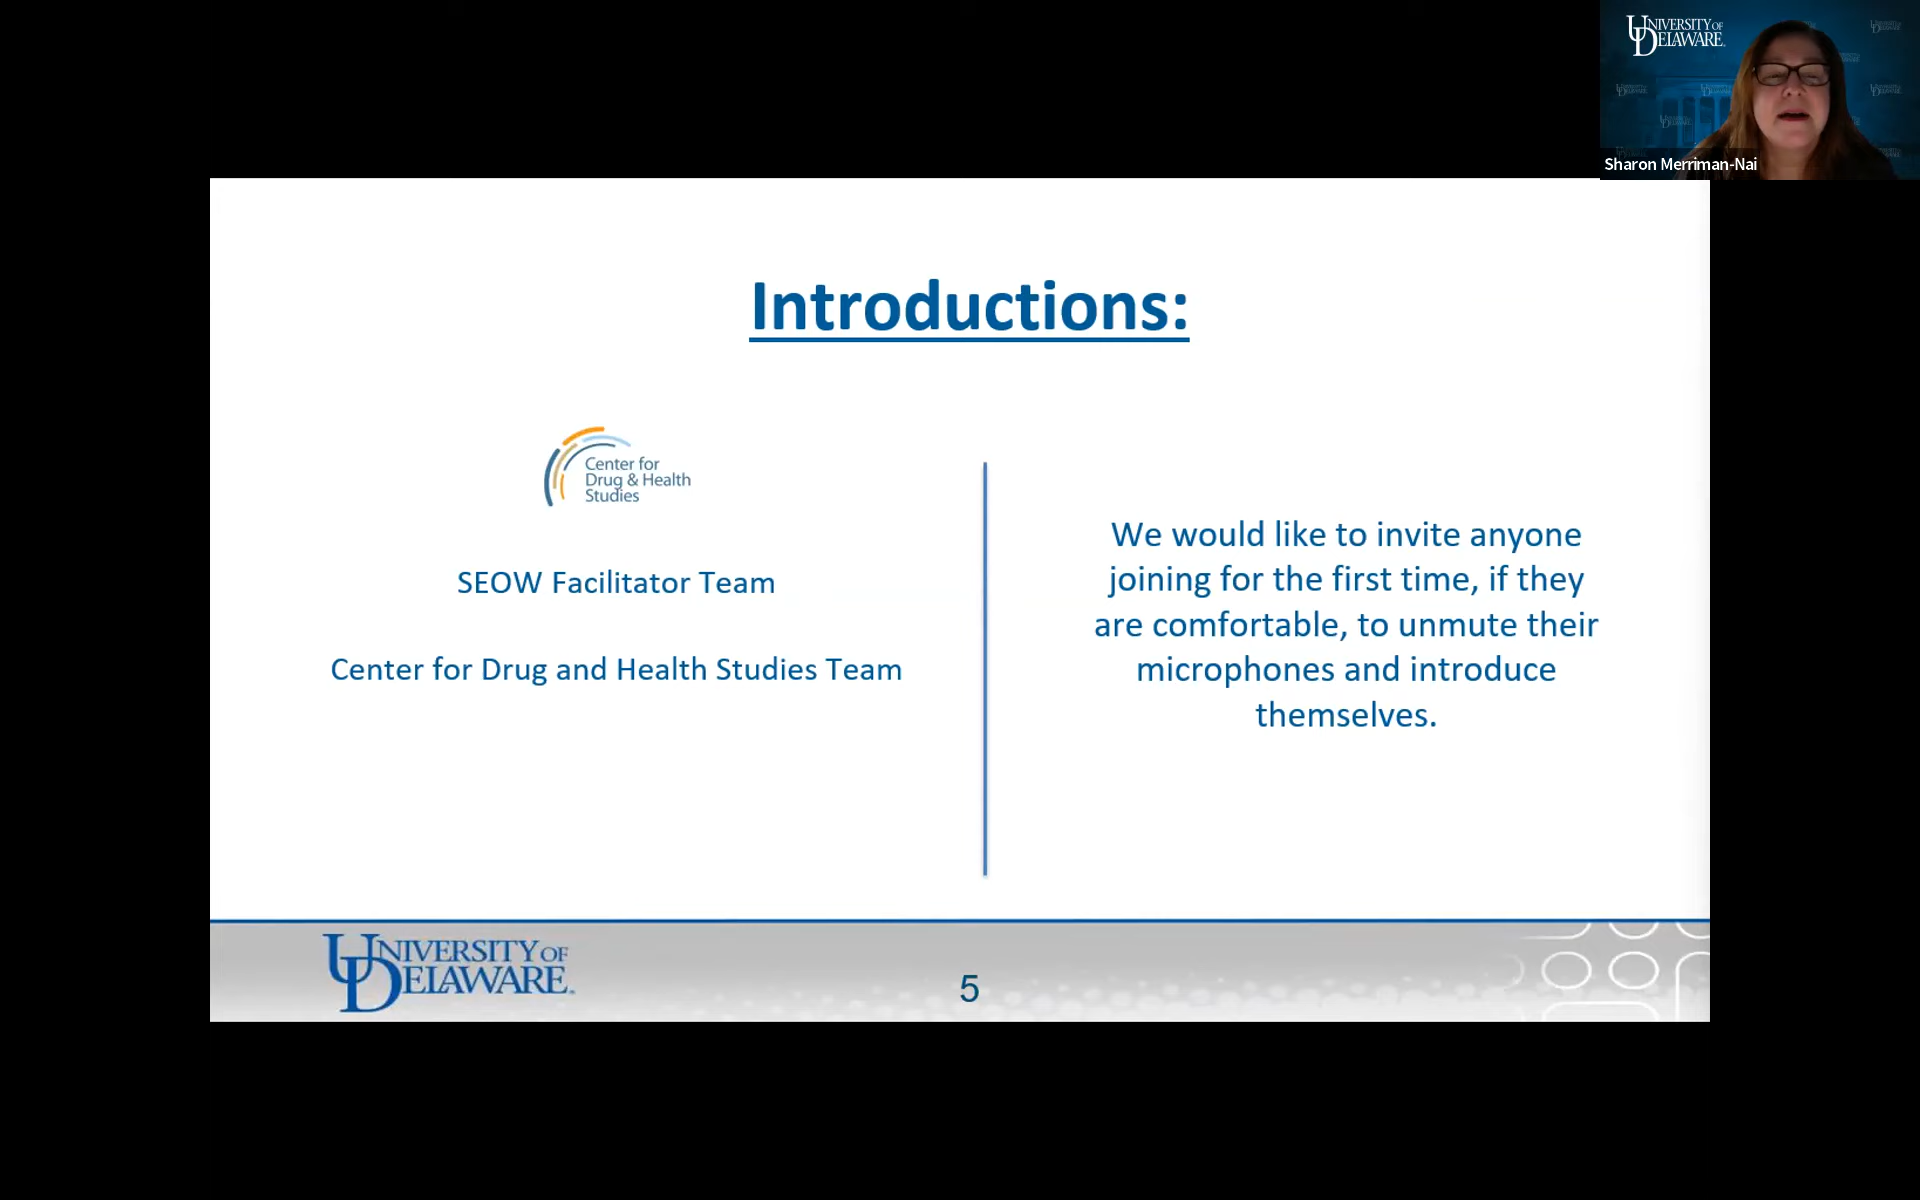 UNIVERSITY OF
DELAWARE
Sharon Merriman-Nai
Introductions:
Center for
Drug & Health
Studies
SEOW Facilitator Team
Center for Drug and Health Studies Team
We would like to invite anyone
joining for the first time, if they
are comfortable, to unmute their
microphones and introduce
themselves.
UNIVERSITY OF
DELAWARE
5